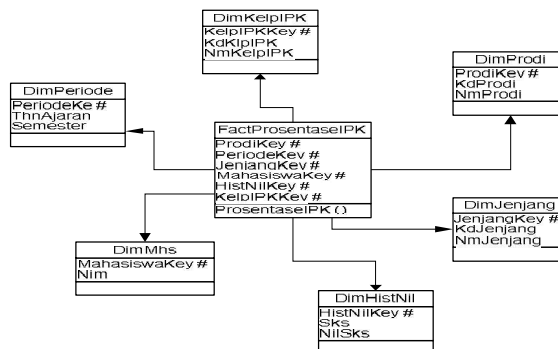 DimKelpIPK
KelpIPKKey #
KdKlpIPK
NmKelpIPK
DimProdi
ProdiKey #
KdProdi
NmProdi
DimPeriode
PeriodeKe #
ThnAjaran
Semester
FactProsentaseIPK
ProdiKey #
PeriodeKey #
JenjangKey #
MahasiswaKey #
HistNilKey #
KelpIPKKey #
ProsentaseIPK ()
DimJenjang
JenjangKey #
KdJenjang
NmJenjang
DimMhs
MahasiswaKey #
Nim
DimHistNil
HistNilKey #
Sks
NilSks